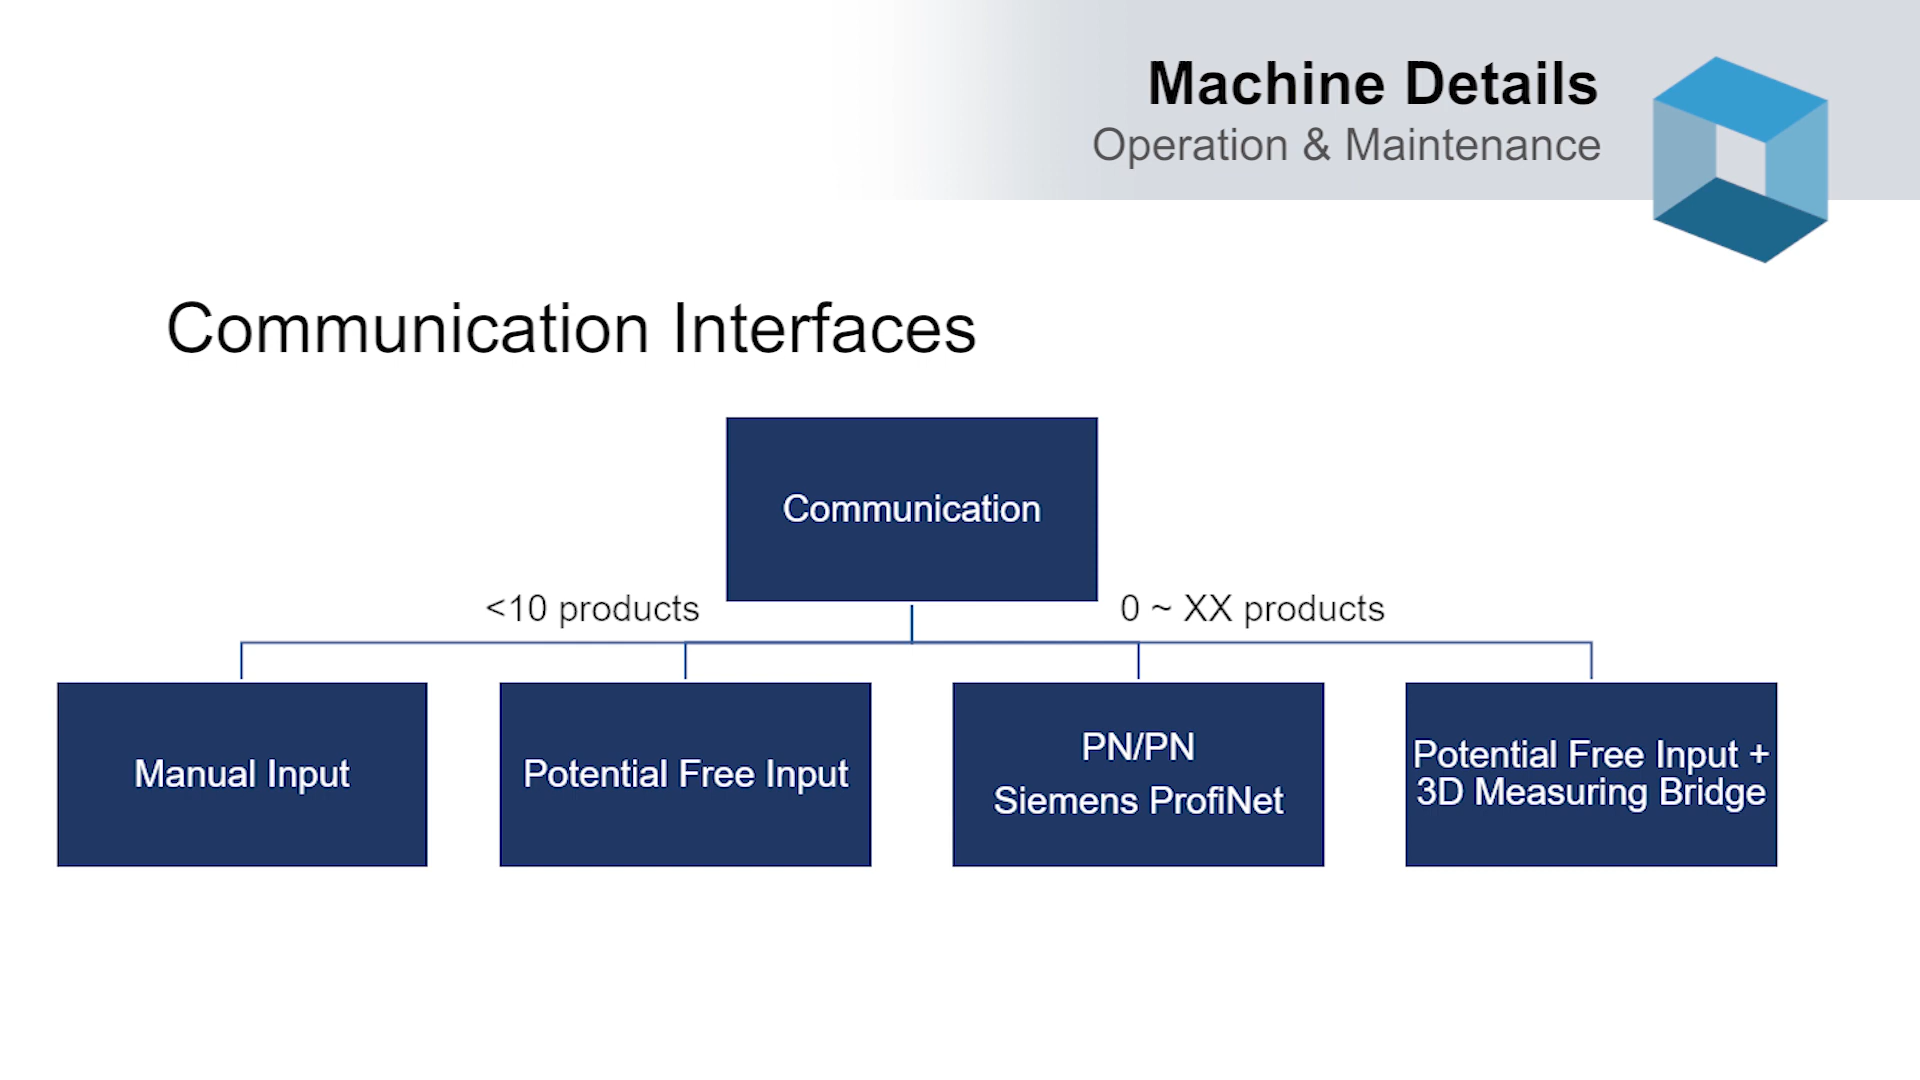 Machine Details
Operation & Maintenance
Communication Interfaces
Communication
<10 products
0 ~ XX products
Manual Input
Potential Free Input
PN/PN
Siemens ProfiNet
Potential Free Input +
3D Measuring Bridge